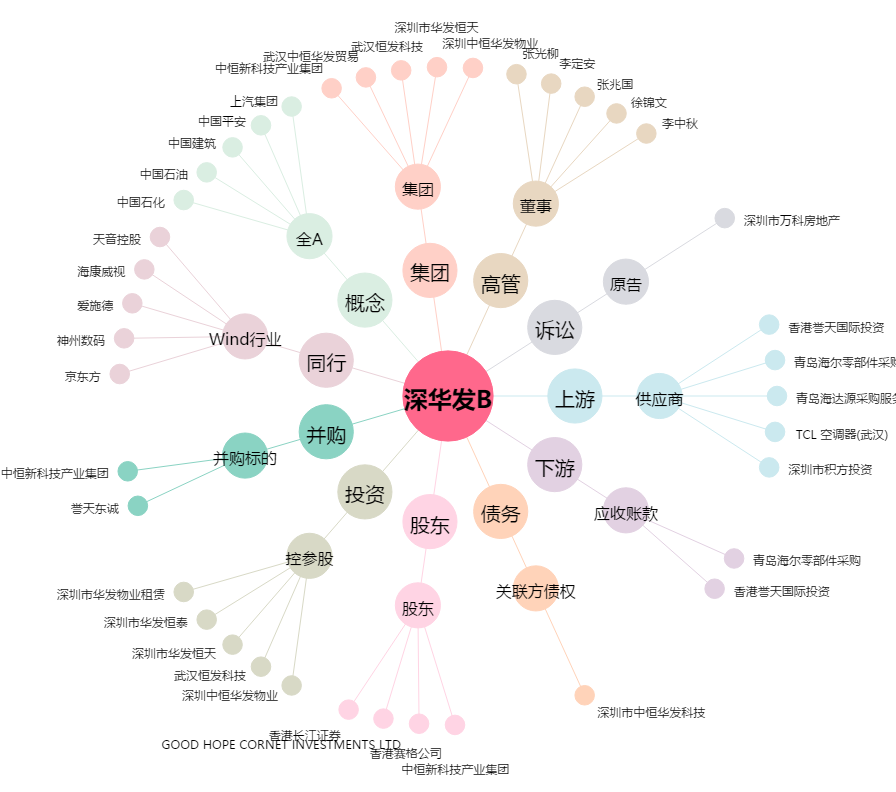 深圳市华发恒天
武汉恒发科技
深圳中恒华发物业
武汉中恒华发贸易
中恒新科技产业集团
张光柳
李定安
张兆国
徐锦文
李中秋
上汽集团
中国平安
中国建筑
中国石油
中国石化
集团
董事
全A
集团
高管
概念
原告
深圳市万科房地产
诉讼
天音控股
海康威视
爱施德
神州数码
京东方
Wind行业
同行
深华发B
上游
供应商
香港誉天国际投资
青岛海尔零部件采购
青岛海达源采购服务
TCL 空调器(武汉)
深圳市积方投资
并购
并购标的
中恒新科技产业集团
誉天东诚
下游
应收账款
青岛海尔零部件采购
香港誉天国际投资
投资
控参股
深圳市华发物业租赁
深圳市华发恒泰
深圳市华发恒天
武汉恒发科技
深圳中恒华发物业
股东
股东
香港长江证券
GOOD HOPE CORNET INVESTMENTS LTD
香港赛格公司
中恒新科技产业集团
债务
关联方债权
深圳市中恒华发科技